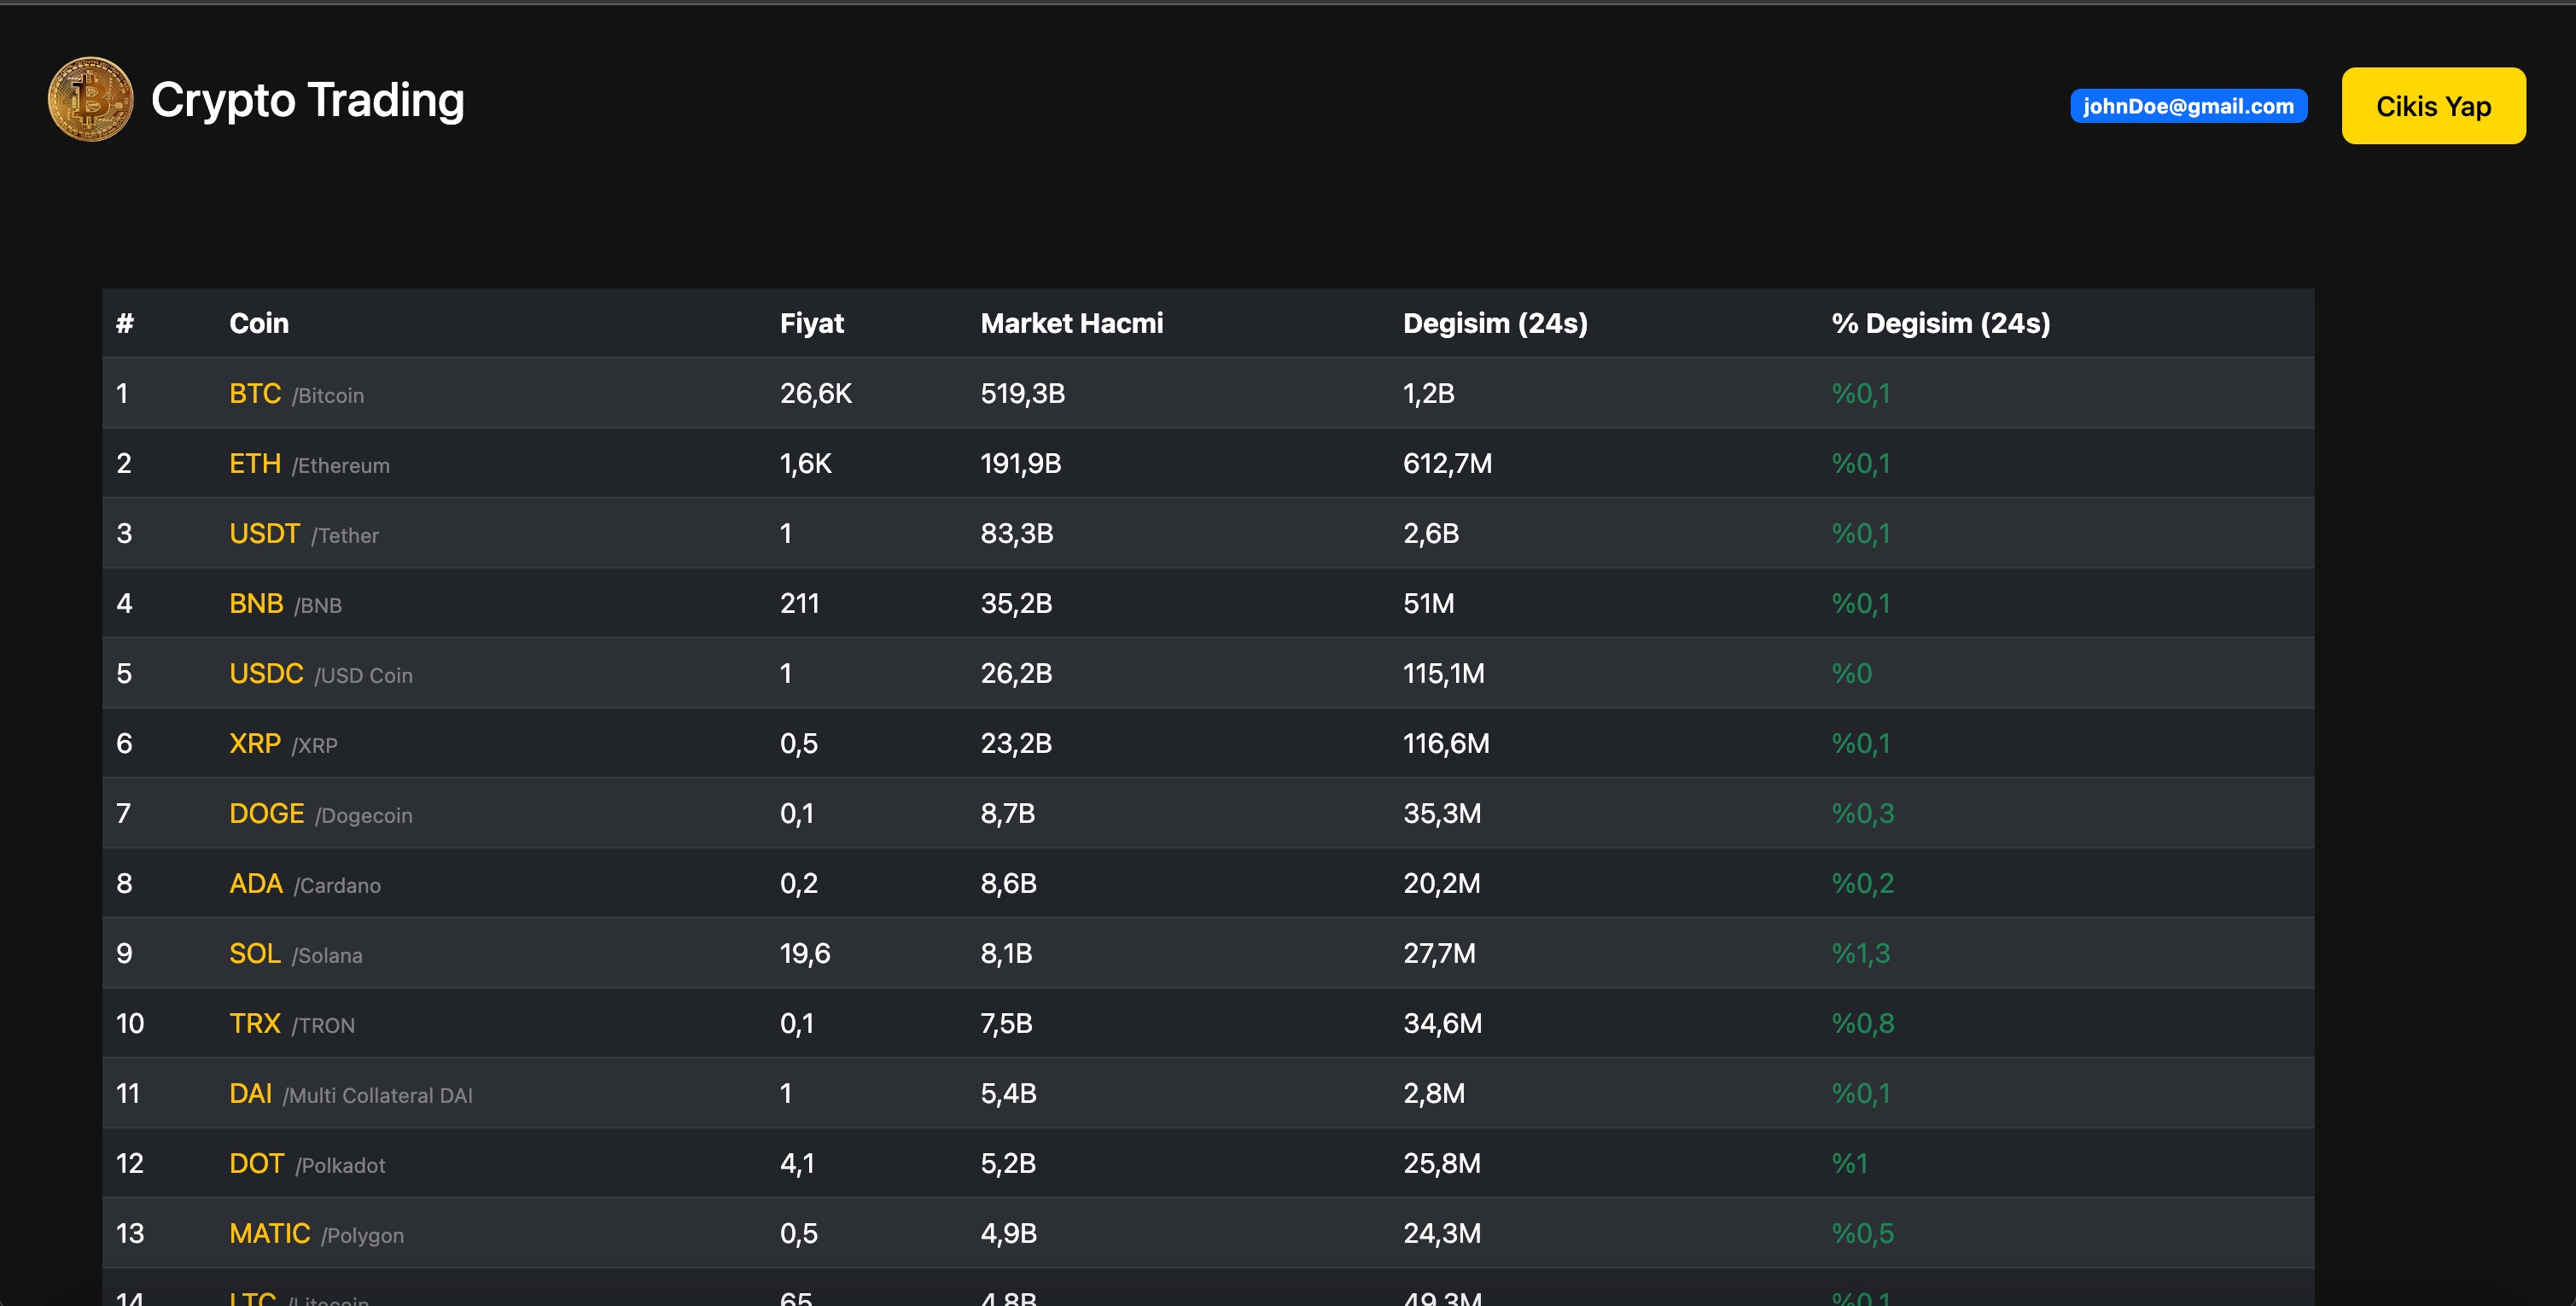 Crypto Trading
johnDoe@gmail.com
Cikis Yap
# Coin Fiyat Market Hacmi Degisim (24s) % Degisim (24s)
1 BTC /Bitcoin 26,6K 519,3B 1,2B %0,1
2 ETH /Ethereum 1,6K 191,9B 612,7M %0,1
3 USDT /Tether 1 83,3B 2,6B %0,1
4 BNB /BNB 211 35,2B 51M %0,1
5 USDC /USD Coin 1 26,2B 115,1M %0
6 XRP /XRP 0,5 23,2B 116,6M %0,1
7 DOGE /Dogecoin 0,1 8,7B 35,3M %0,3
8 ADA /Cardano 0,2 8,6B 20,2M %0,2
9 SOL /Solana 19,6 8,1B 27,7M %1,3
10 TRX /TRON 0,1 7,5B 34,6M %0,8
11 DAI /Multi Collateral DAI 1 5,4B 2,8M %0,1
12 DOT /Polkadot 4,1 5,2B 25,8M %1
13 MATIC /Polygon 0,5 4,9B 24,3M %0,5
14 LTC /Litecoin 65 4,8B 49,3M %0,1